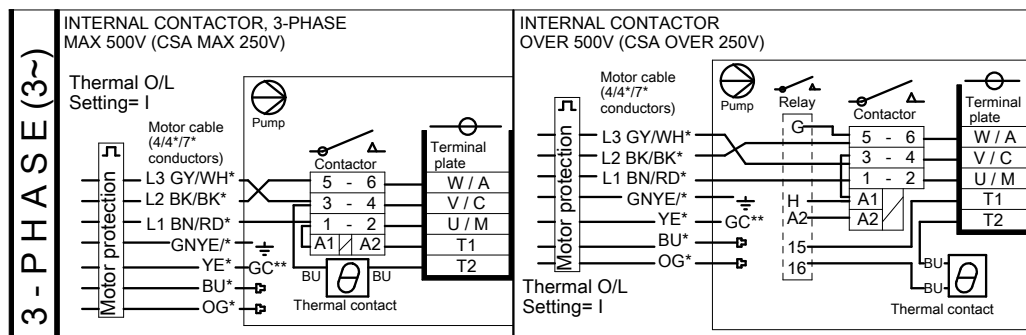 3 - PHASE (3~)
INTERNAL CONTACTOR, 3-PHASE
MAX 500V (CSA MAX 250V)
Thermal O/L
Setting= I
Motor cable
(4/4*/7*
conductors)
Motor protection
L3 GY/WH*
L2 BK/BK*
L1 BN/RD*
GNYE/*
YE*
GC**
BU*
OG*
Pump
Contactor
5 - 6
3 - 4
1 - 2
A1 A2
BU
BU
Thermal contact
Terminal
plate
W / A
V / C
U / M
T1
T2
INTERNAL CONTACTOR
OVER 500V (CSA OVER 250V)
Motor cable
(4/4*/7*
conductors)
Motor protection
L3 GY/WH*
L2 BK/BK*
L1 BN/RD*
GNYE/*
YE*
GC**
BU*
OG*
Thermal O/L
Setting= I
Pump
Relay
G
H
A2
15
16
Contactor
5 - 6
3 - 4
1 - 2
A1
A2
Terminal
plate
W / A
V / C
U / M
T1
T2
BU
BU
Thermal contact